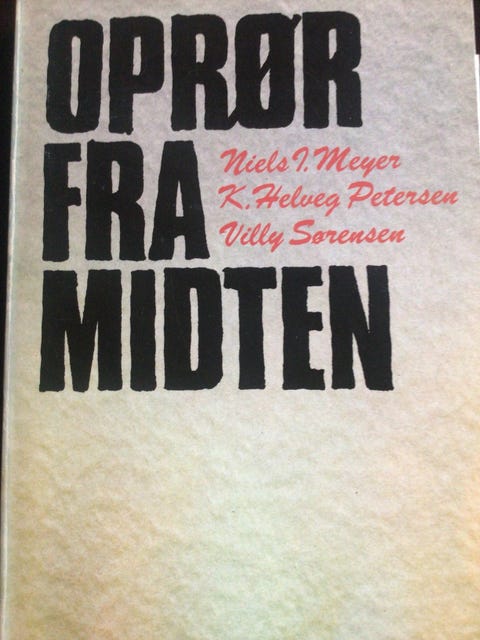 OPRØR
FRA
Niels I. Meyer
K. Helveg Petersen
Villy Sørensen
MIDTEN